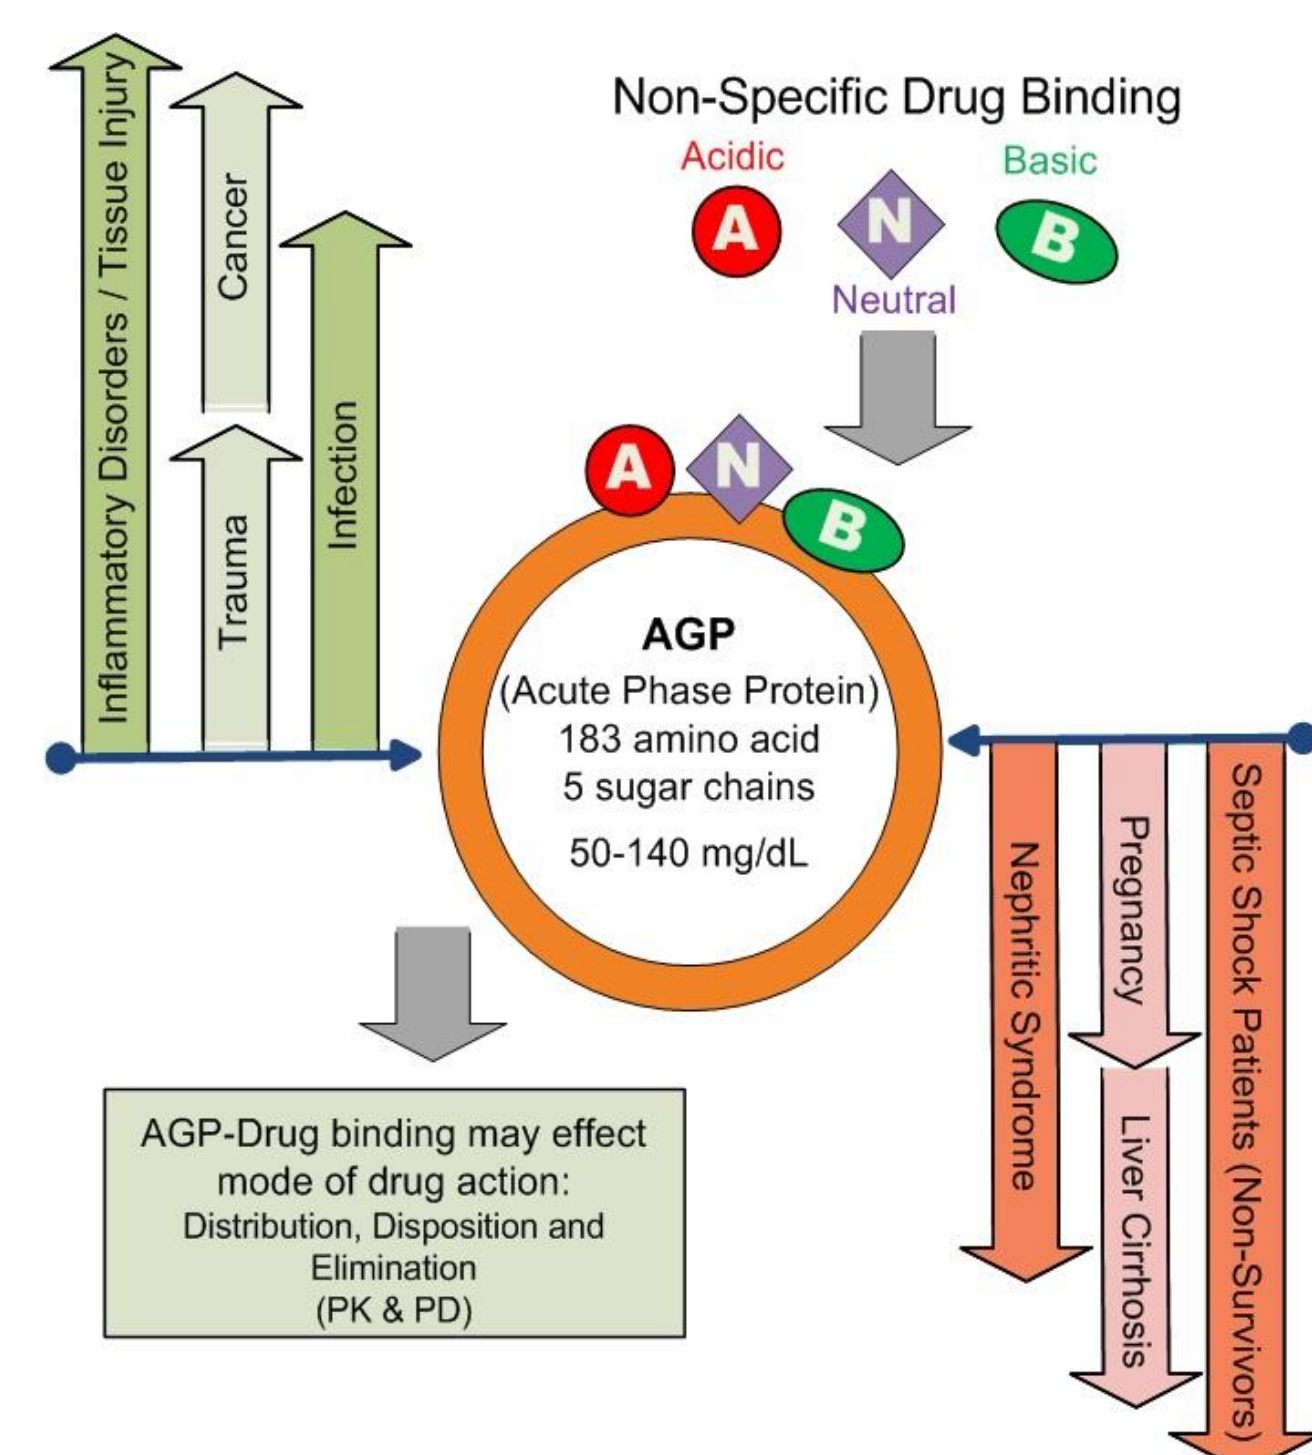 Inflammatory Disorders / Tissue Injury
Cancer
Trauma
Infection
Non-Specific Drug Binding
Acidic
Basic
A
N
B
Neutral
A
N
B
AGP
(Acute Phase Protein)
183 amino acid
5 sugar chains
50-140 mg/dL
Nephritic Syndrome
Pregnancy
Liver Cirrhosis
Septic Shock Patients (Non-Survivors)
AGP-Drug binding may effect
mode of drug action:
Distribution, Disposition and
Elimination
(PK & PD)